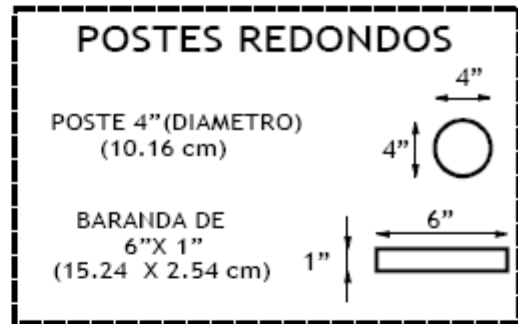 POSTES REDONDOS
POSTE 4”(DIAMETRO)
(10.16 cm)
4”
4”
BARANDA DE
6”X 1”
(15.24 X 2.54 cm)
6”
1”